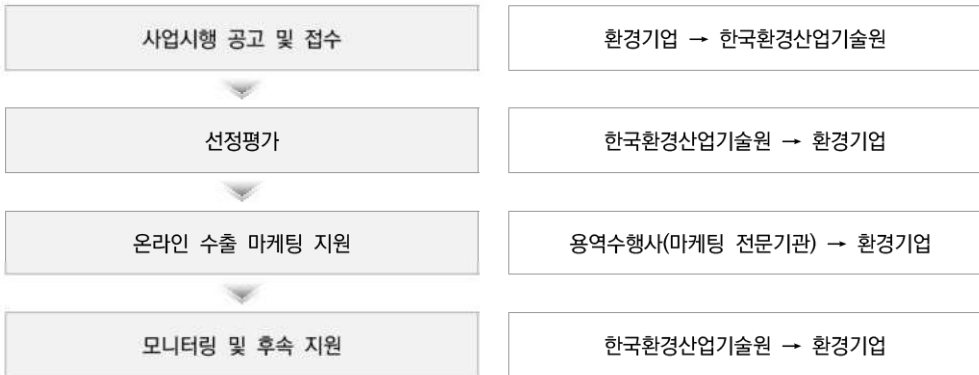 사업시행 공고 및 접수
환경기업 → 한국환경산업기술원
선정평가
한국환경산업기술원 → 환경기업
온라인 수출 마케팅 지원
용역수행사(마케팅 전문기관) → 환경기업
모니터링 및 후속 지원
한국환경산업기술원 → 환경기업